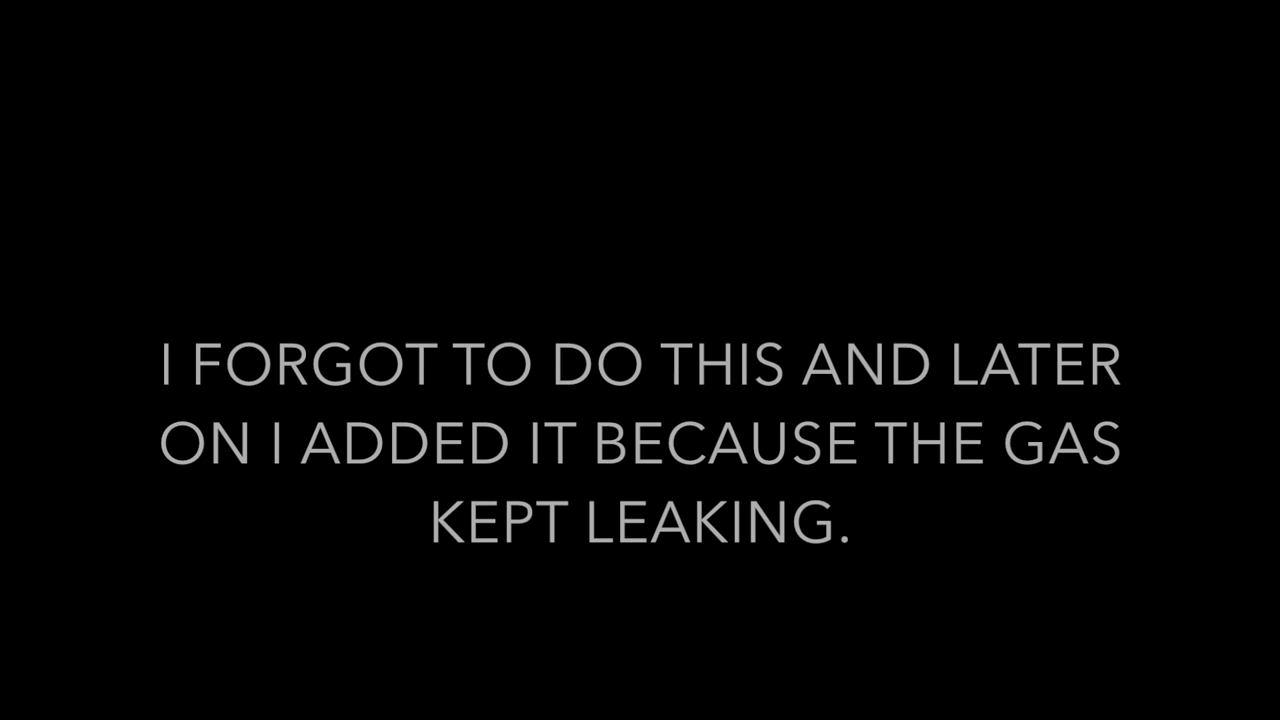 I FORGOT TO DO THIS AND LATER
ON I ADDED IT BECAUSE THE GAS
KEPT LEAKING.